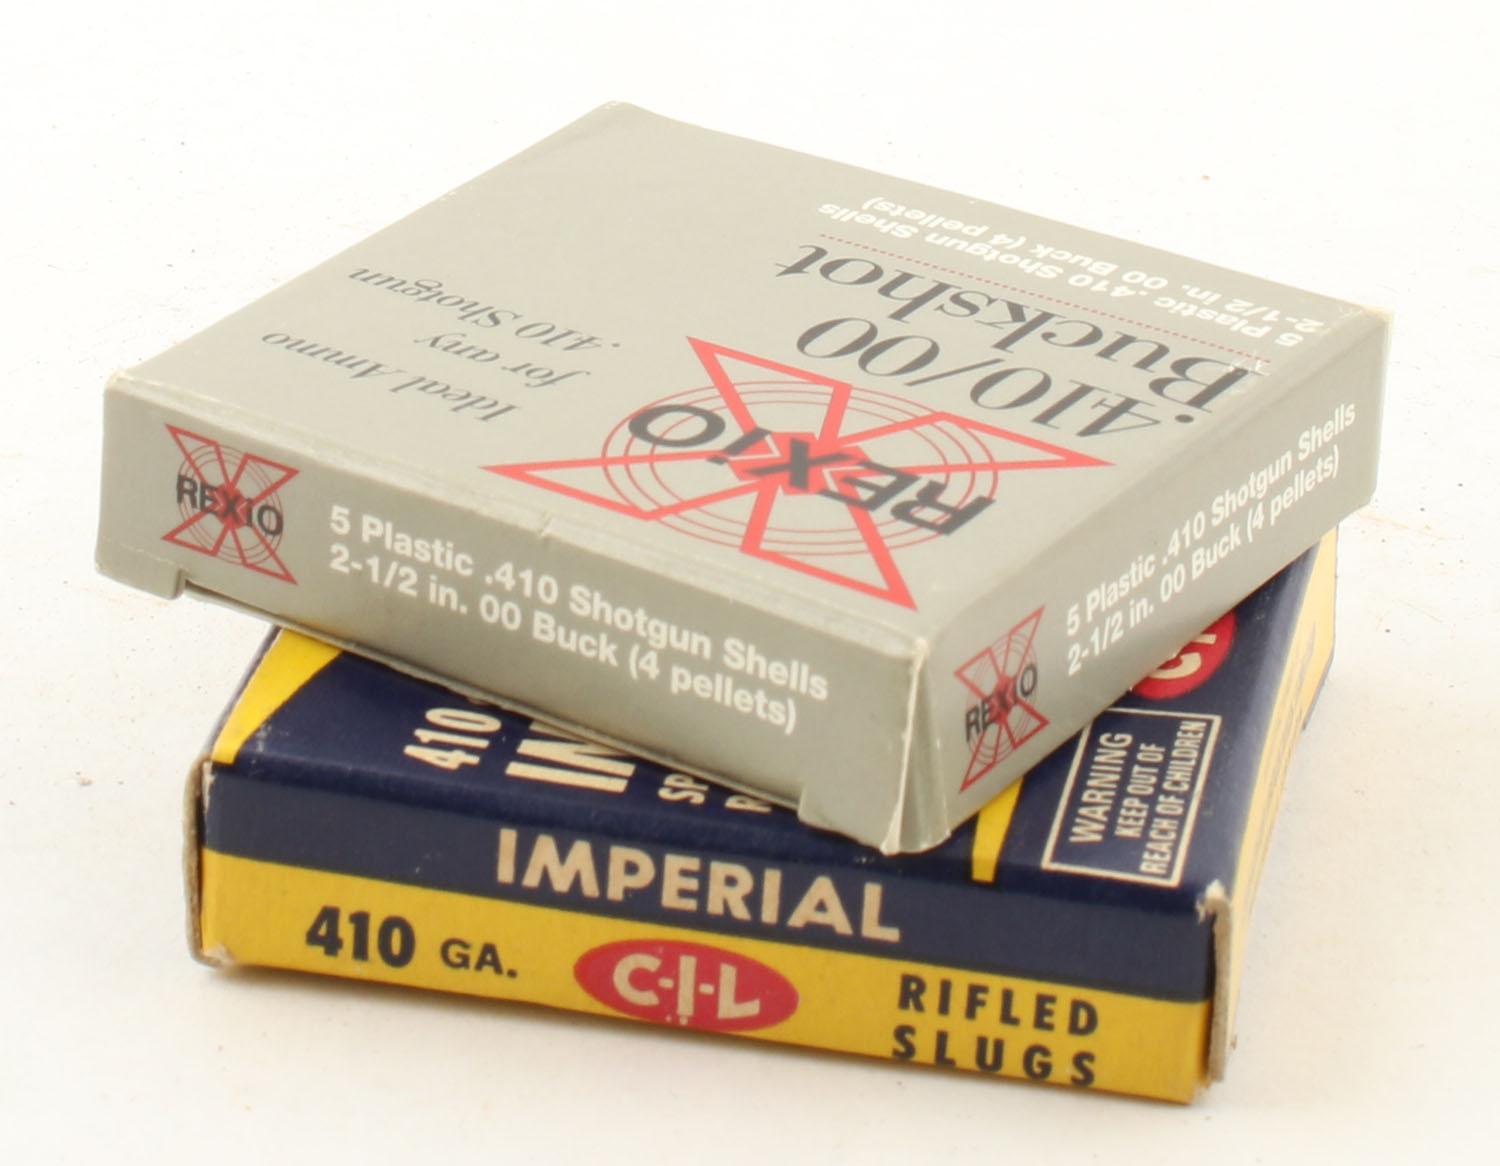 5 Plastic .410 Shotgun Shells
2-1/2 in. 00 Buck (4 pellets)
.410/00
Buckshot
REXiO
Ideal Ammo
for any
.410 Shotgun
REXiO
5 Plastic .410 Shotgun Shells
2-1/2 in. 00 Buck (4 pellets)
REXiO
5 Plastic .410 Shotgun Shells
2-1/2 in. 00 Buck (4 pellets)
410
WARNING
KEEP OUT OF
REACH OF CHILDREN
IMPERIAL
410 GA.
C-I-L
RIFLED
SLUGS